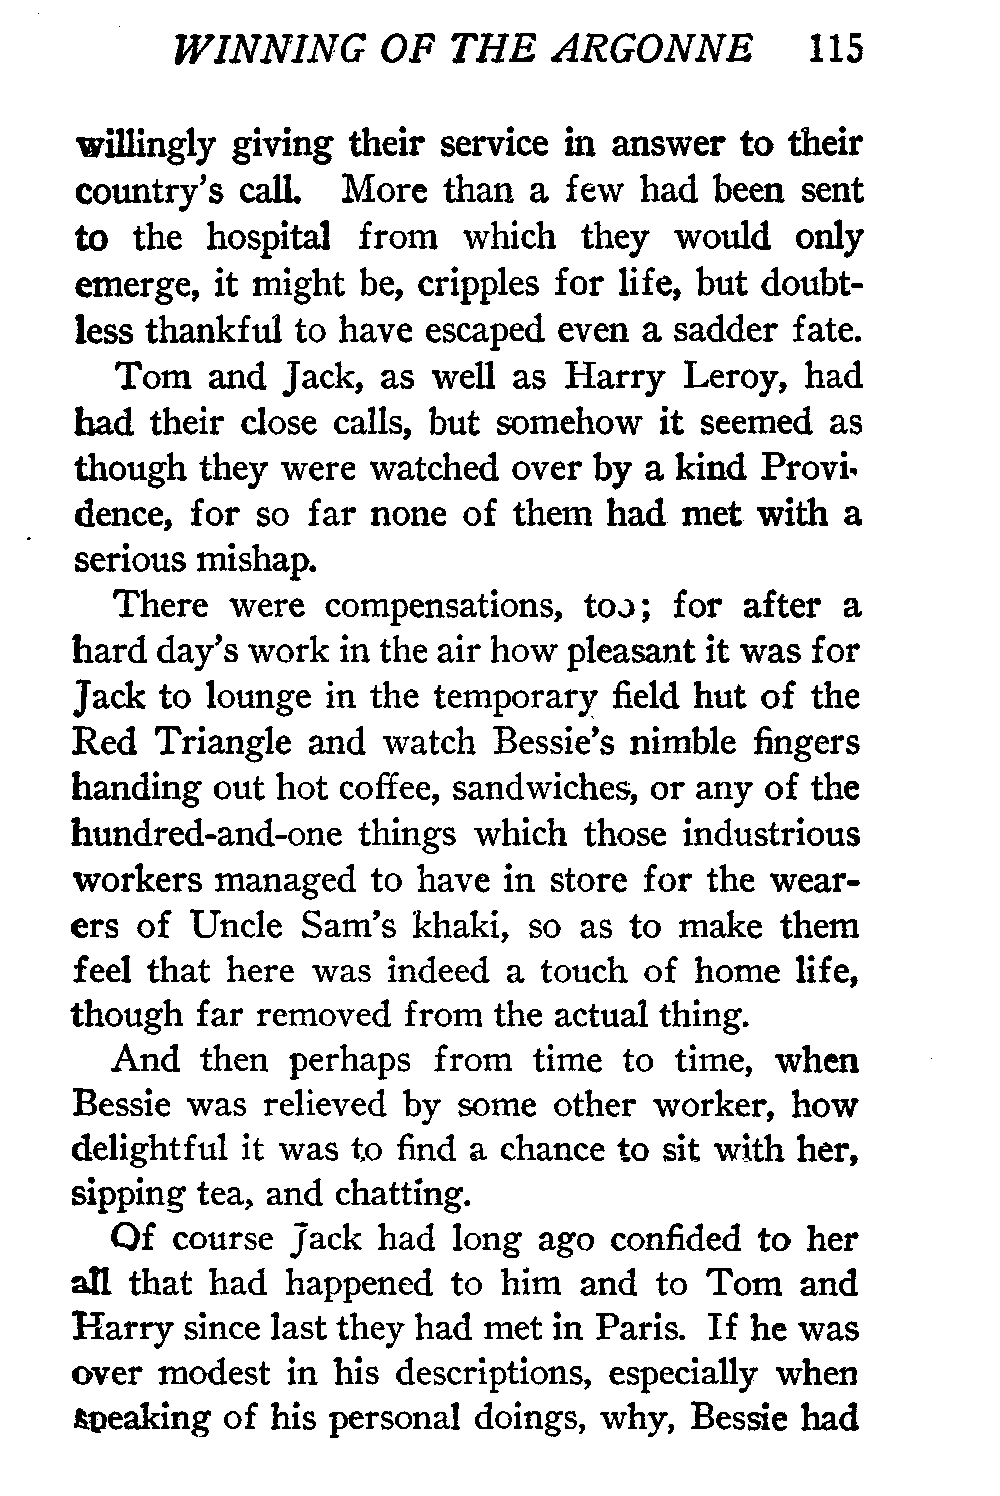 WINNING OF THE ARGONNE 115
willingly giving their service in answer to their
country's call. More than a few had been sent
to the hospital from which they would only
emerge, it might be, cripples for life, but doubt-
less thankful to have escaped even a sadder fate.
Tom and Jack, as well as Harry Leroy, had
had their close calls, but somehow it seemed as
though they were watched over by a kind Provi-
dence, for so far none of them had met with a
serious mishap.
There were compensations, too; for after a
hard day's work in the air how pleasant it was for
Jack to lounge in the temporary field hut of the
Red Triangle and watch Bessie's nimble fingers
handing out hot coffee, sandwiches, or any of the
hundred-and-one things which those industrious
workers managed to have in store for the wear-
ers of Uncle Sam's khaki, so as to make them
feel that here was indeed a touch of home life,
though far removed from the actual thing.
And then perhaps from time to time, when
Bessie was relieved by some other worker, how
delightful it was to find a chance to sit with her,
sipping tea, and chatting.
Of course Jack had long ago confided to her
all that had happened to him and to Tom and
Harry since last they had met in Paris. If he was
over modest in his descriptions, especially when
speaking of his personal doings, why, Bessie had